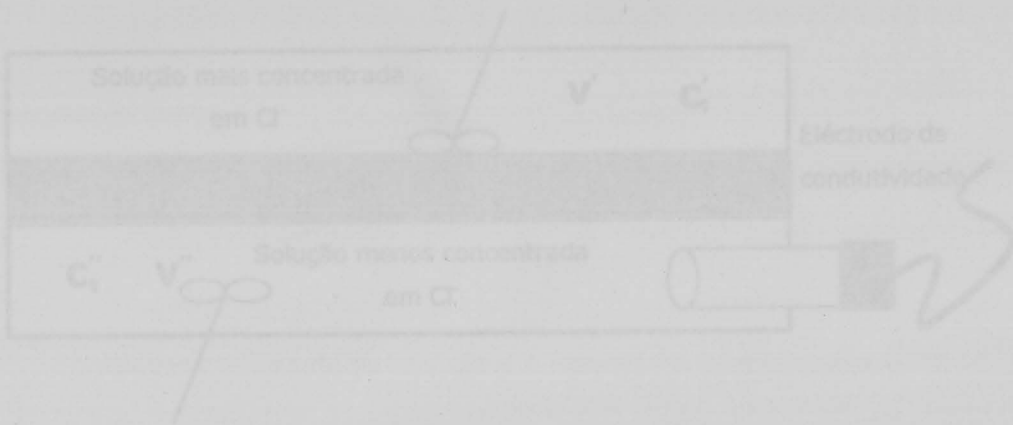 Solução mais concentrada
em Cl
V' C'
Eléctrodo de
condutividade
Solução menos concentrada
em Cl
C'' V''